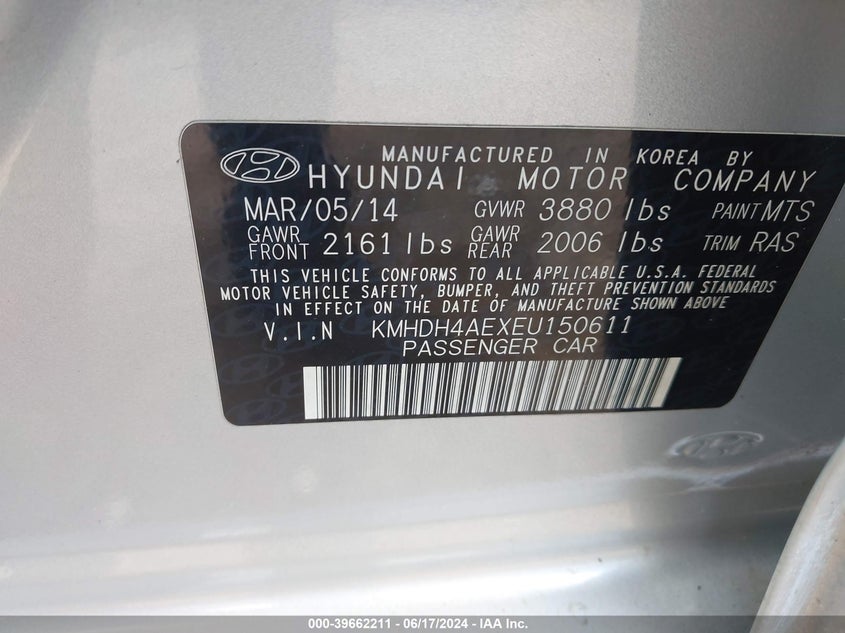 MANUFACTURED IN KOREA BY
HYUNDAI MOTOR COMPANY
MAR/05/14 GVWR 3880 lbs PAINT MTS
GAWR FRONT 2161 lbs GAWR REAR 2006 lbs TRIM RAS
THIS VEHICLE CONFORMS TO ALL APPLICABLE U.S.A. FEDERAL
MOTOR VEHICLE SAFETY, BUMPER, AND THEFT PREVENTION STANDARDS
IN EFFECT ON THE DATE OF MANUFACTURE SHOWN ABOVE
V.I.N KMHDH4AEXEU150611
PASSENGER CAR
000-39662211 - 06/17/2024 - IAA Inc.